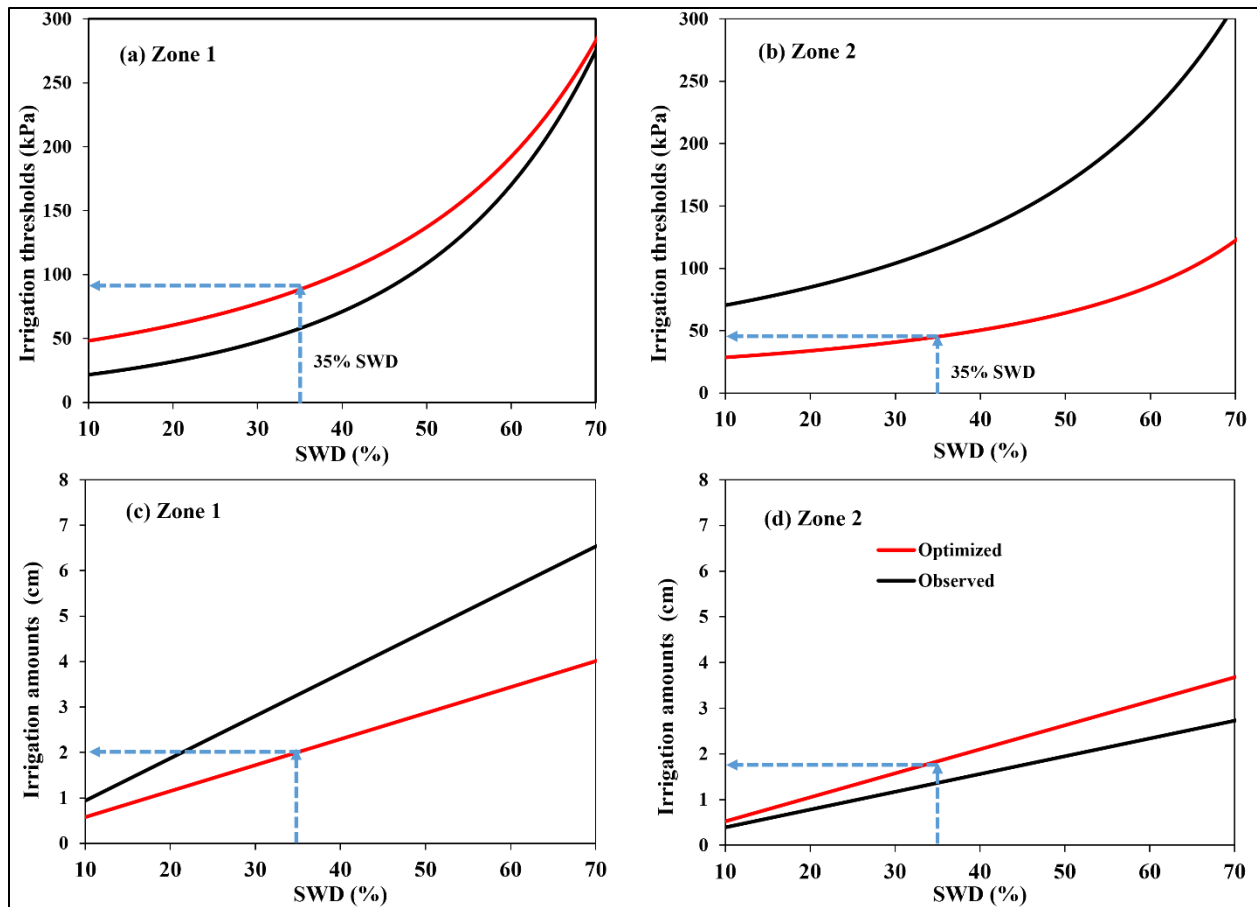 (a) Zone 1
Irrigation thresholds (kPa)
300
250
200
150
100
50
0
35% SWD
10 20 30 40 50 60 70
SWD (%)
(b) Zone 2
Irrigation thresholds (kPa)
300
250
200
150
100
50
0
35% SWD
10 20 30 40 50 60 70
SWD (%)
(c) Zone 1
Irrigation amounts (cm)
8
7
6
5
4
3
2
1
0
10 20 30 40 50 60 70
SWD (%)
(d) Zone 2
Optimized
Observed
Irrigation amounts (cm)
8
7
6
5
4
3
2
1
0
10 20 30 40 50 60 70
SWD (%)